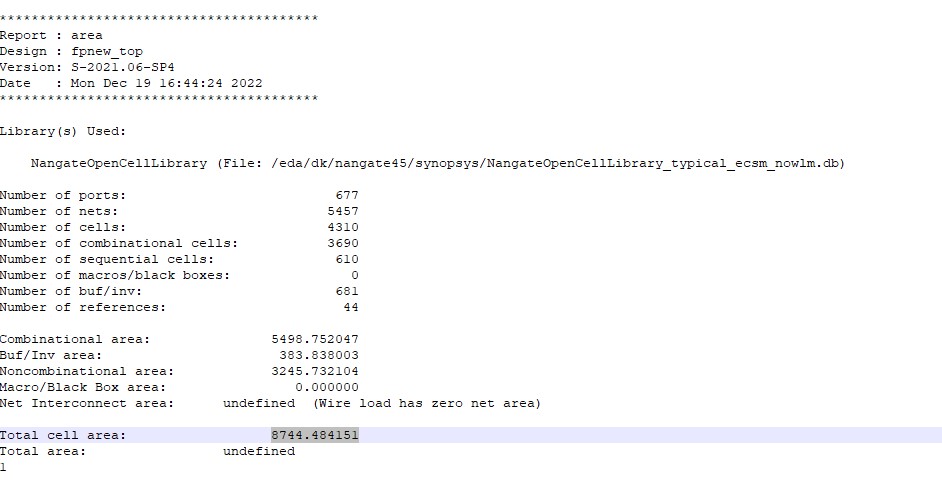 ****************************************
Report : area
Design : fpnew_top
Version: S-2021.06-SP4
Date   : Mon Dec 19 16:44:24 2022
****************************************
Library(s) Used:
NangateOpenCellLibrary (File: /eda/dk/nangate45/synopsys/NangateOpenCellLibrary_typical_ecsm_nowlm.db)
Number of ports: 677
Number of nets: 5457
Number of cells: 4310
Number of combinational cells: 3690
Number of sequential cells: 610
Number of macros/black boxes: 0
Number of buf/inv: 681
Number of references: 44
Combinational area: 5498.752047
Buf/Inv area: 383.838003
Noncombinational area: 3245.732104
Macro/Black Box area: 0.000000
Net Interconnect area: undefined (Wire load has zero net area)
Total cell area: 8744.484151
Total area: undefined
1